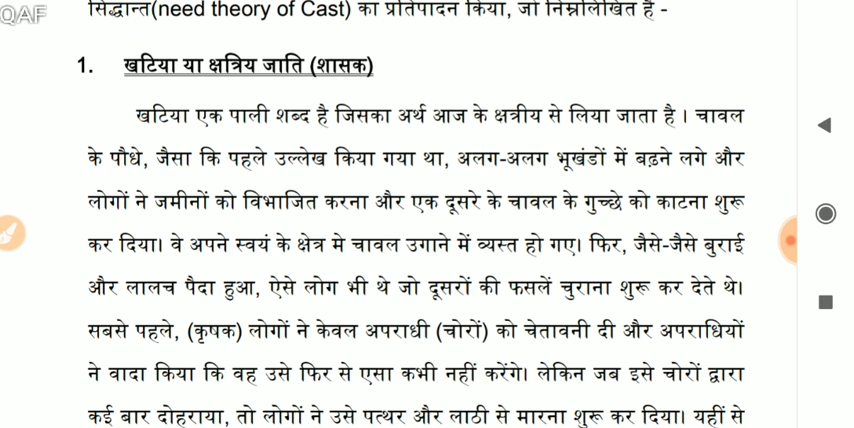 QAF
सिद्धान्त(need theory of Cast) का प्रतिपादन किया, जो निम्नलिखित है -
1. खटिया या क्षत्रिय जाति (शासक)
खटिया एक पाली शब्द है जिसका अर्थ आज के क्षत्रीय से लिया जाता है । चावल
के पौधे, जैसा कि पहले उल्लेख किया गया था, अलग-अलग भूखंडों में बढ़ने लगे और
लोगों ने जमीनों को विभाजित करना और एक दूसरे के चावल के गुच्छे को काटना शुरू
कर दिया। वे अपने स्वयं के क्षेत्र मे चावल उगाने में व्यस्त हो गए। फिर, जैसे-जैसे बुराई
और लालच पैदा हुआ, ऐसे लोग भी थे जो दूसरों की फसलें चुराना शुरू कर देते थे।
सबसे पहले, (कृषक) लोगों ने केवल अपराधी (चोरों) को चेतावनी दी और अपराधियों
ने वादा किया कि वह उसे फिर से एसा कभी नहीं करेंगे। लेकिन जब इसे चोरों द्वारा
कई बार दोहराया, तो लोगों ने उसे पत्थर और लाठी से मारना शुरू कर दिया। यहीं से